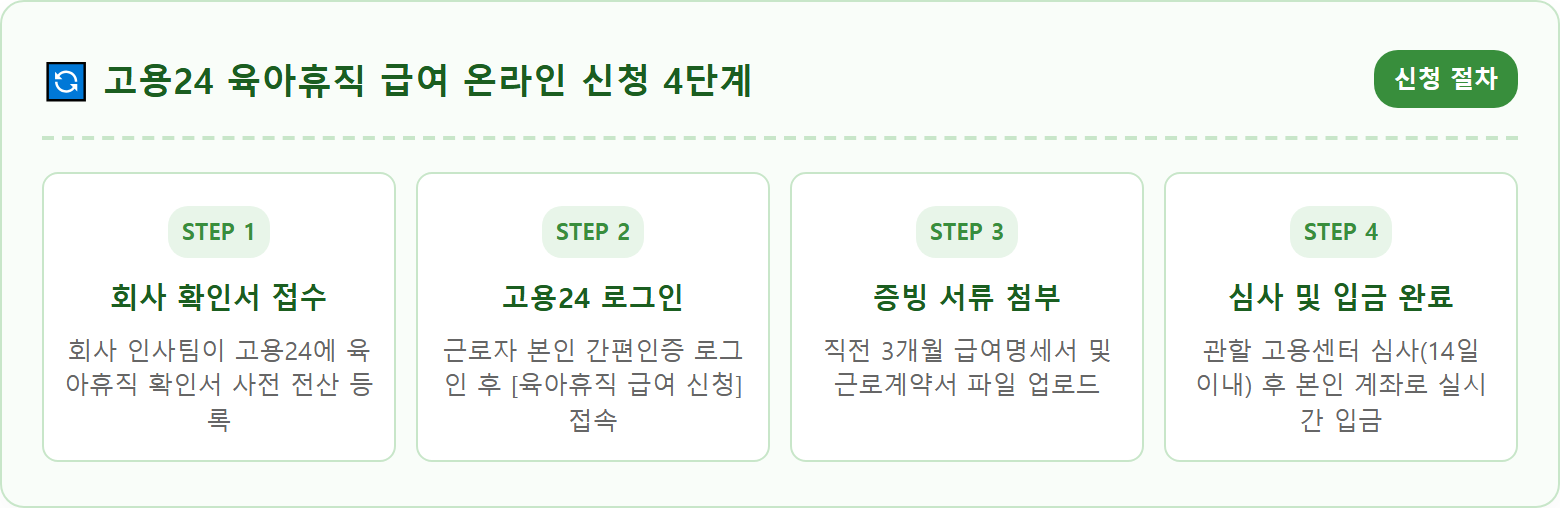 고용24 육아휴직 급여 온라인 신청 4단계
신청 절차
STEP 1
회사 확인서 접수
회사 인사팀이 고용24에 육
아휴직 확인서 사전 전산 등
록
STEP 2
고용24 로그인
근로자 본인 간편인증 로그
인 후 [육아휴직 급여 신청]
접속
STEP 3
증빙 서류 첨부
직전 3개월 급여명세서 및
근로계약서 파일 업로드
STEP 4
심사 및 입금 완료
관할 고용센터 심사(14일
이내) 후 본인 계좌로 실시
간 입금